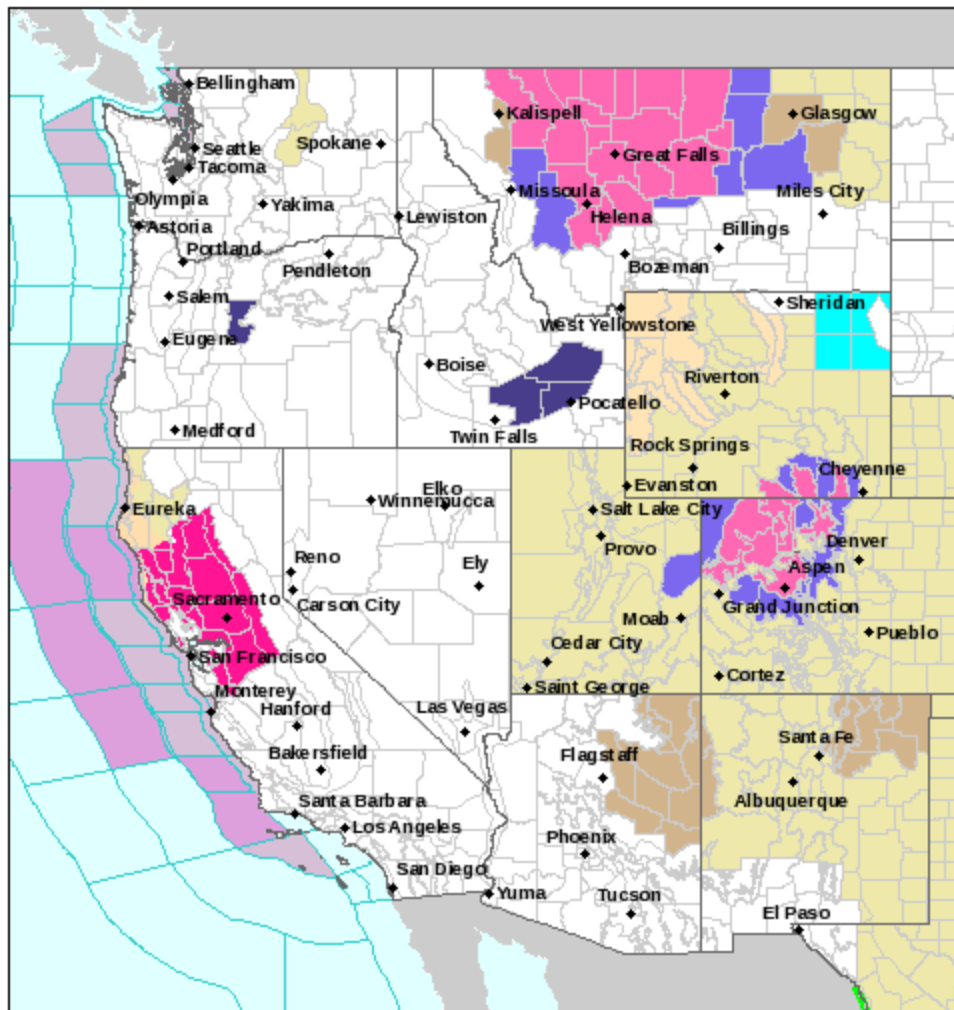 Bellingham
Kalispell
Glasgow
Seattle
Spokane
Great Falls
Tacoma
Olympia
Yakima
Missoula
Miles City
Lewiston
Helena
Astoria
Billings
Portland
Pendleton
Bozeman
Salem
Sheridan
West Yellowstone
Eugene
Boise
Riverton
Pocatello
Medford
Twin Falls
Rock Springs
Cheyenne
Evanston
Elko
Winnemucca
Eureka
Salt Lake City
Provo
Denver
Reno
Ely
Aspen
Sacramento
Carson City
Grand Junction
Moab
Pueblo
Cedar City
San Francisco
Cortez
Saint George
Monterey
Hanford
Las Vegas
Santa Fe
Bakersfield
Flagstaff
Albuquerque
Santa Barbara
Los Angeles
Phoenix
San Diego
Yuma
Tucson
El Paso